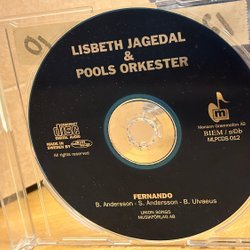 LISBETH JAGEDAL
&
POOLS ORKESTER
COMPACT
disc
DIGITAL AUDIO
MADE IN
SWEDEN BY
All rights reserved
m
Mariann Grammofon AB
BIEM / n©b
MLPCDS 012
FERNANDO
B. Andersson - S. Andersson - B. Ulvaeus
UNION SONGS
MUSIKFÖRLAG AB